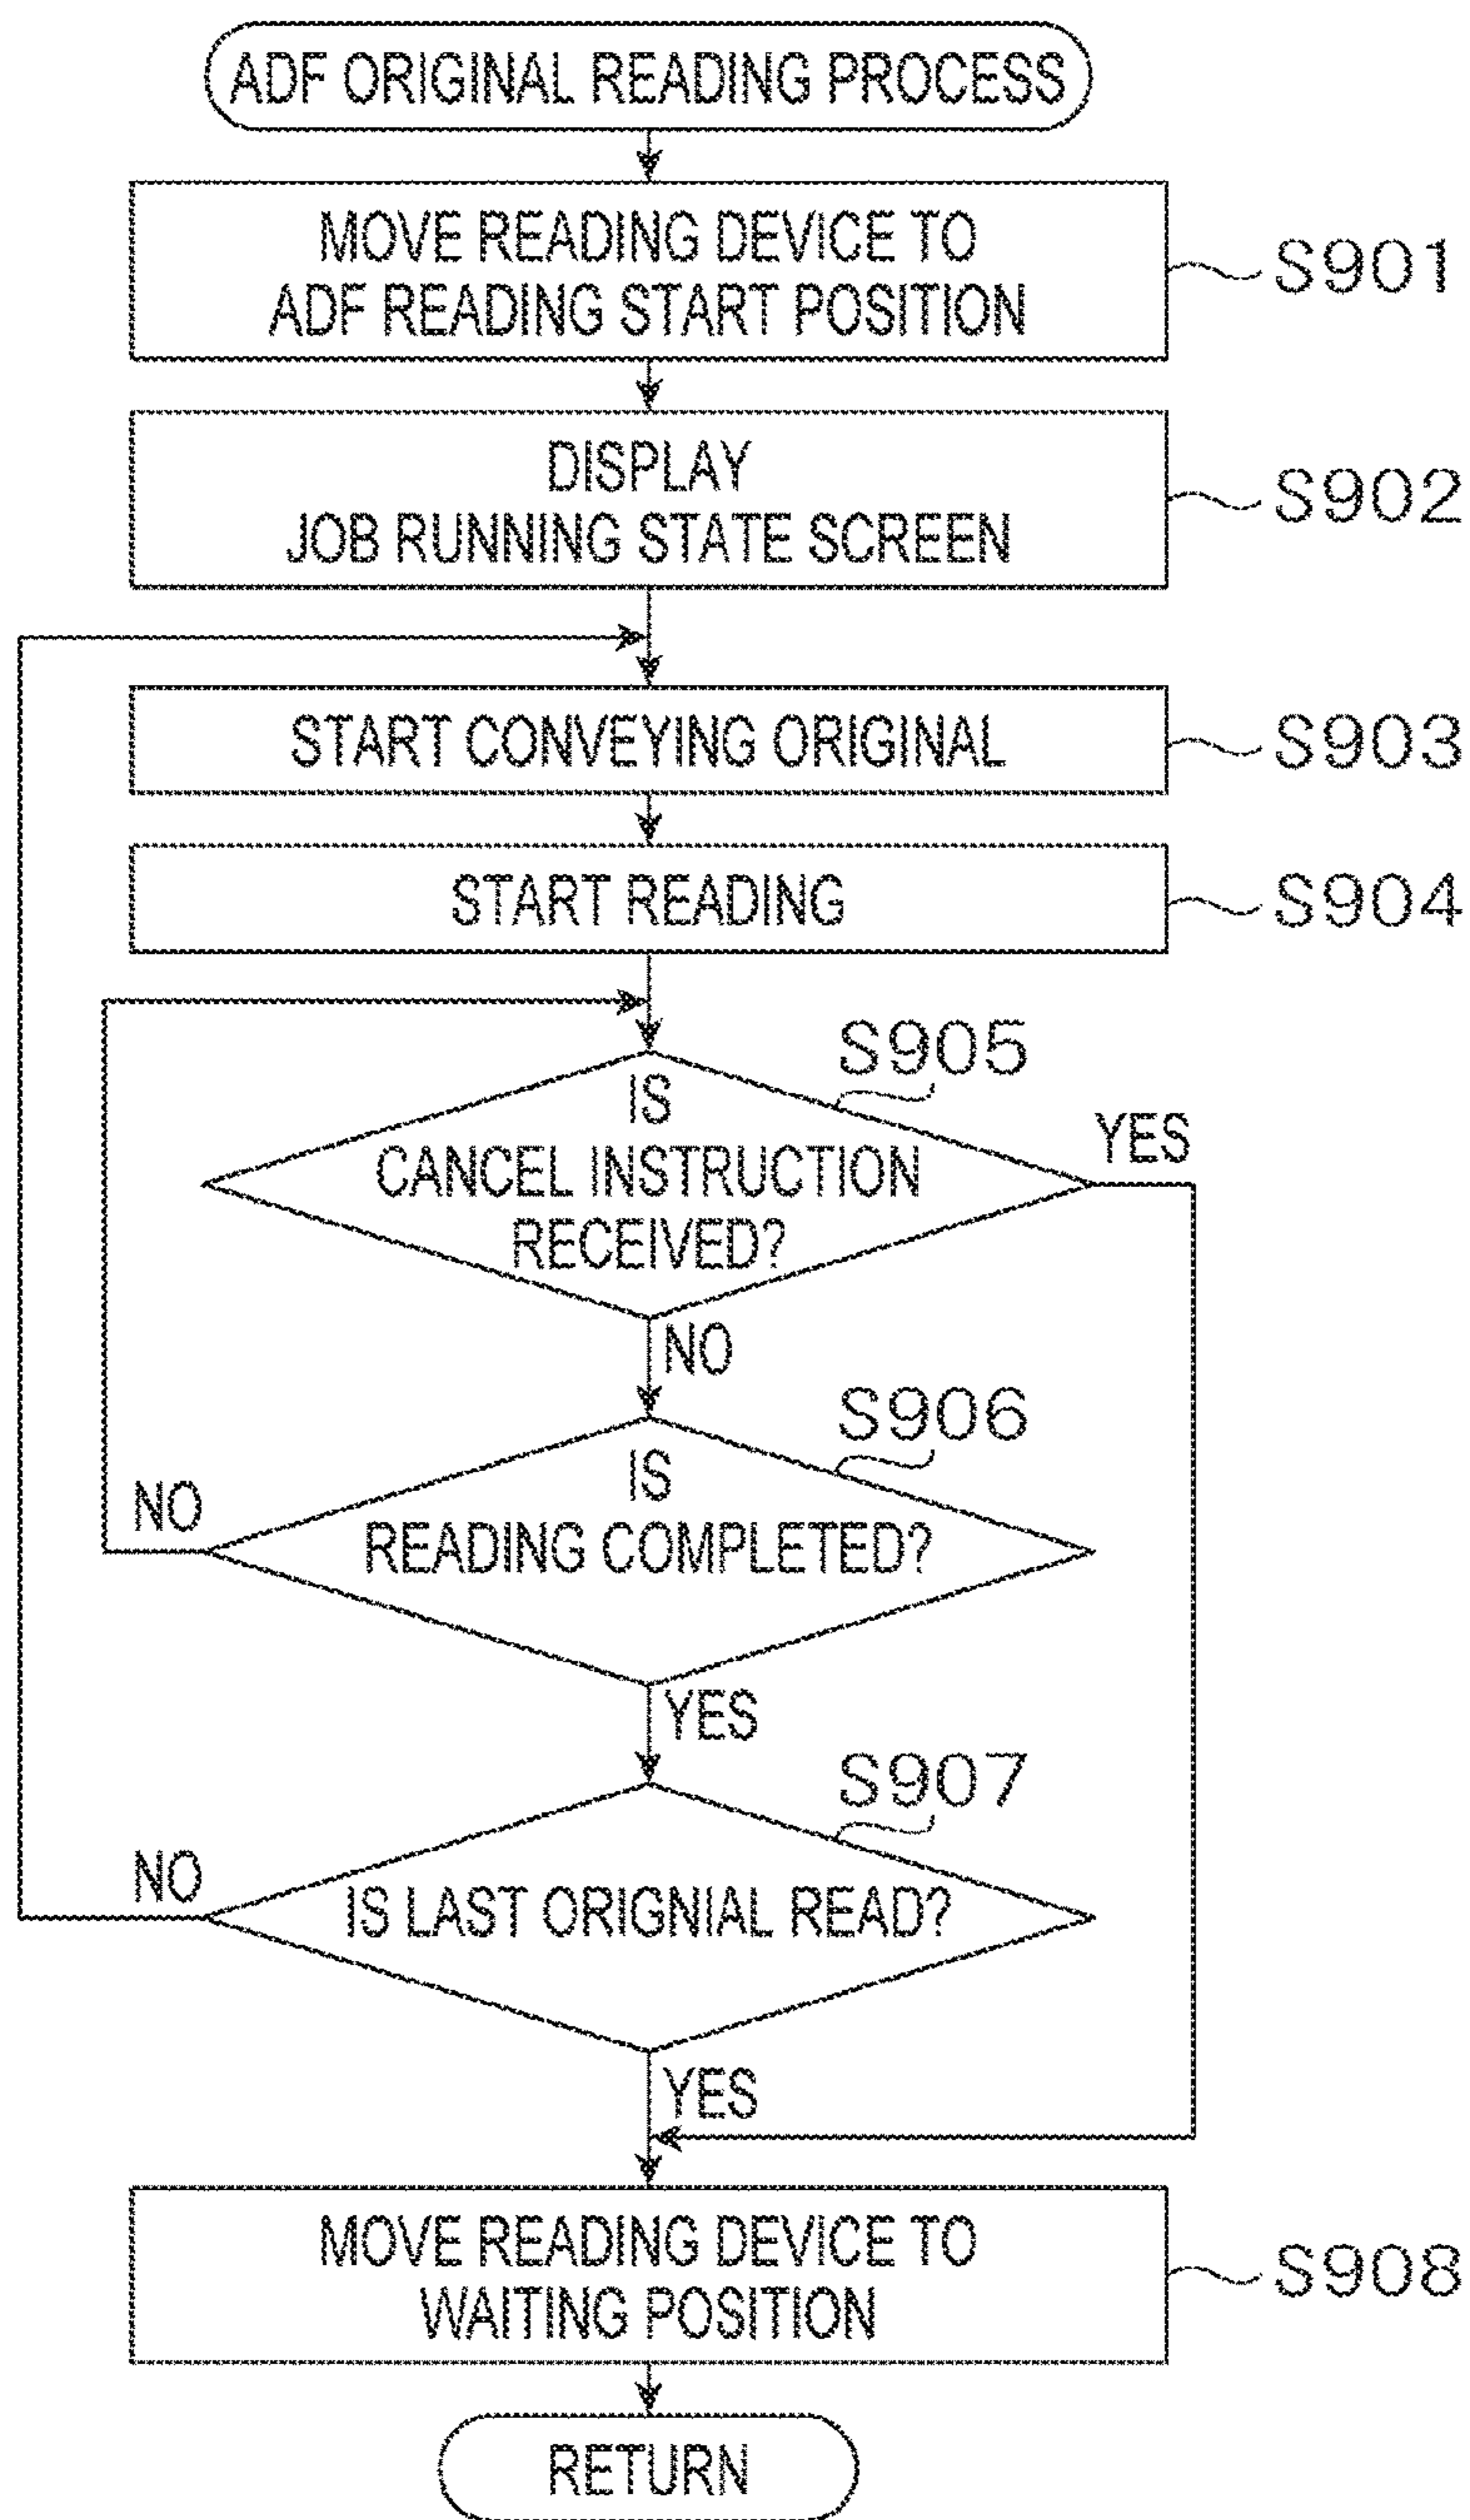 ADF ORIGINAL READING PROCESS
MOVE READING DEVICE TO
ADF READING START POSITION
S901
DISPLAY
JOB RUNNING STATE SCREEN
S902
START CONVEYING ORIGINAL
S903
START READING
S904
S905
IS
CANCEL INSTRUCTION
RECEIVED?
YES
NO
S906
IS
READING COMPLETED?
NO
YES
S907
IS LAST ORIGNIAL READ?
NO
YES
MOVE READING DEVICE TO
WAITING POSITION
S908
RETURN